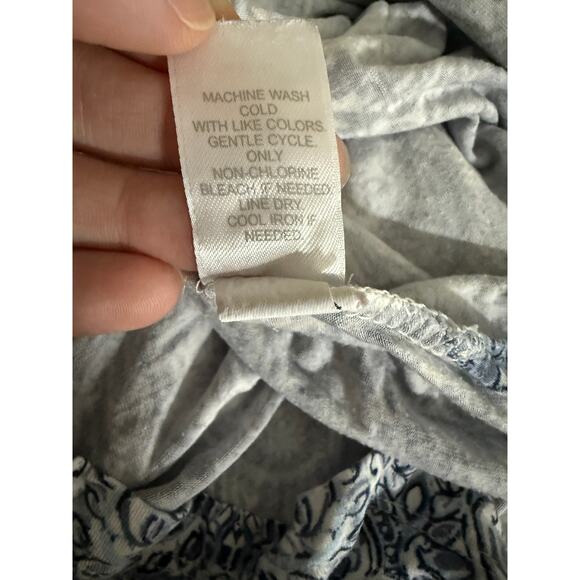 MACHINE WASH
COLD
WITH LIKE COLORS.
GENTLE CYCLE.
ONLY
NON-CHLORINE
BLEACH IF NEEDED
LINE DRY
COOL IRON IF
NEEDED